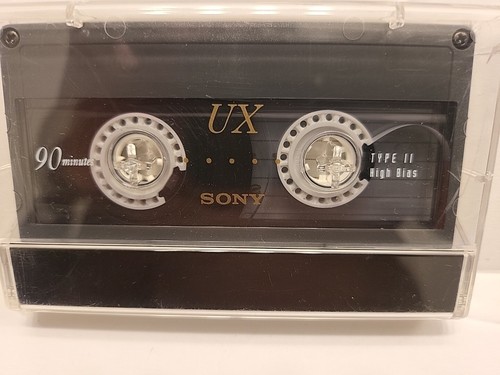 UX
90 minutes
TYPE II
High Bias
SONY